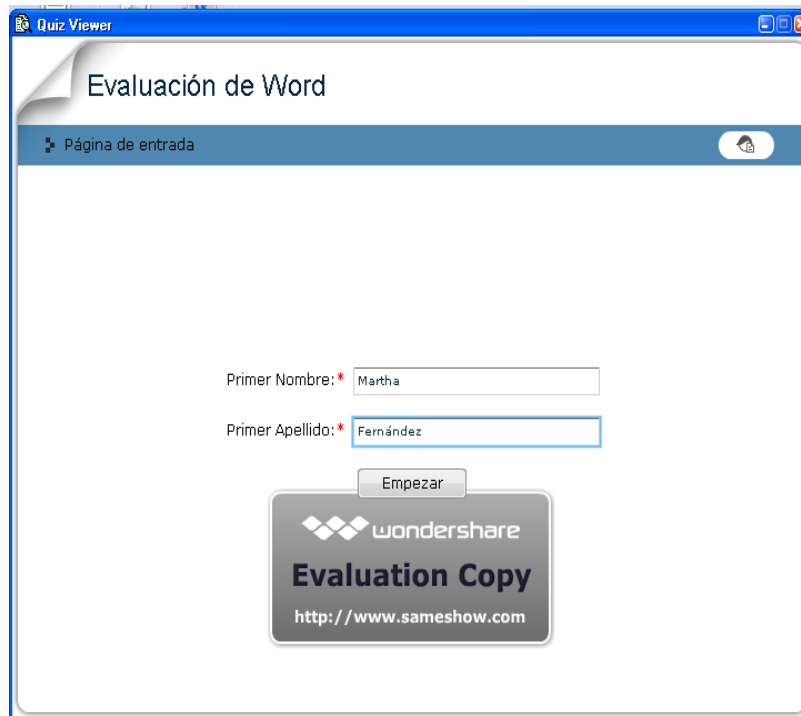 Quiz Viewer
Evaluación de Word
Página de entrada
Primer Nombre:* Martha
Primer Apellido:* Fernández
Empezar
wondershare
Evaluation Copy
http://www.sameshow.com